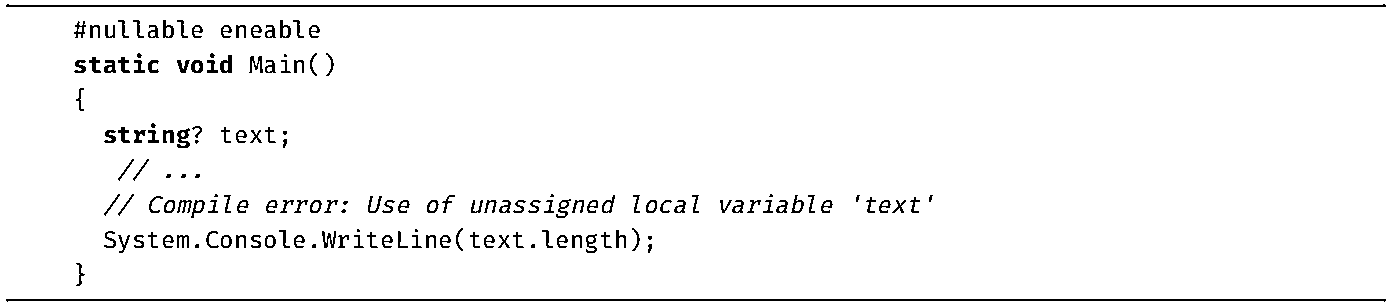 #nullable eneable
static void Main()
{
string? text;
// ...
// Compile error: Use of unassigned local variable 'text'
System.Console.WriteLine(text.length);
}